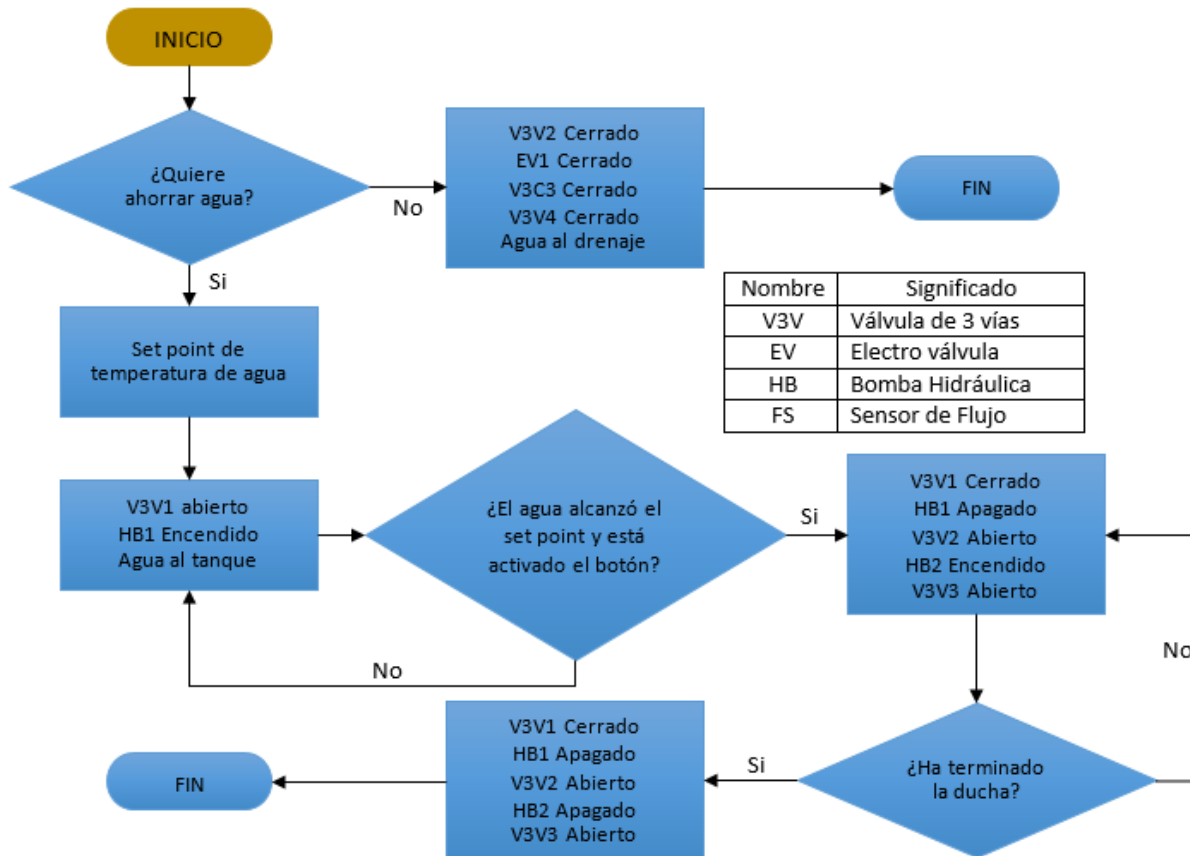 INICIO
¿Quiere
ahorrar agua?
No
V3V2 Cerrado
EV1 Cerrado
V3C3 Cerrado
V3V4 Cerrado
Agua al drenaje
FIN
Si
Set point de
temperatura de agua
Nombre Significado
V3V Válvula de 3 vías
EV Electro válvula
HB Bomba Hidráulica
FS Sensor de Flujo
V3V1 abierto
HB1 Encendido
Agua al tanque
¿El agua alcanzó el
set point y está
activado el botón?
Si
V3V1 Cerrado
HB1 Apagado
V3V2 Abierto
HB2 Encendido
V3V3 Abierto
No
No
¿Ha terminado
la ducha?
Si
V3V1 Cerrado
HB1 Apagado
V3V2 Abierto
HB2 Apagado
V3V3 Abierto
FIN